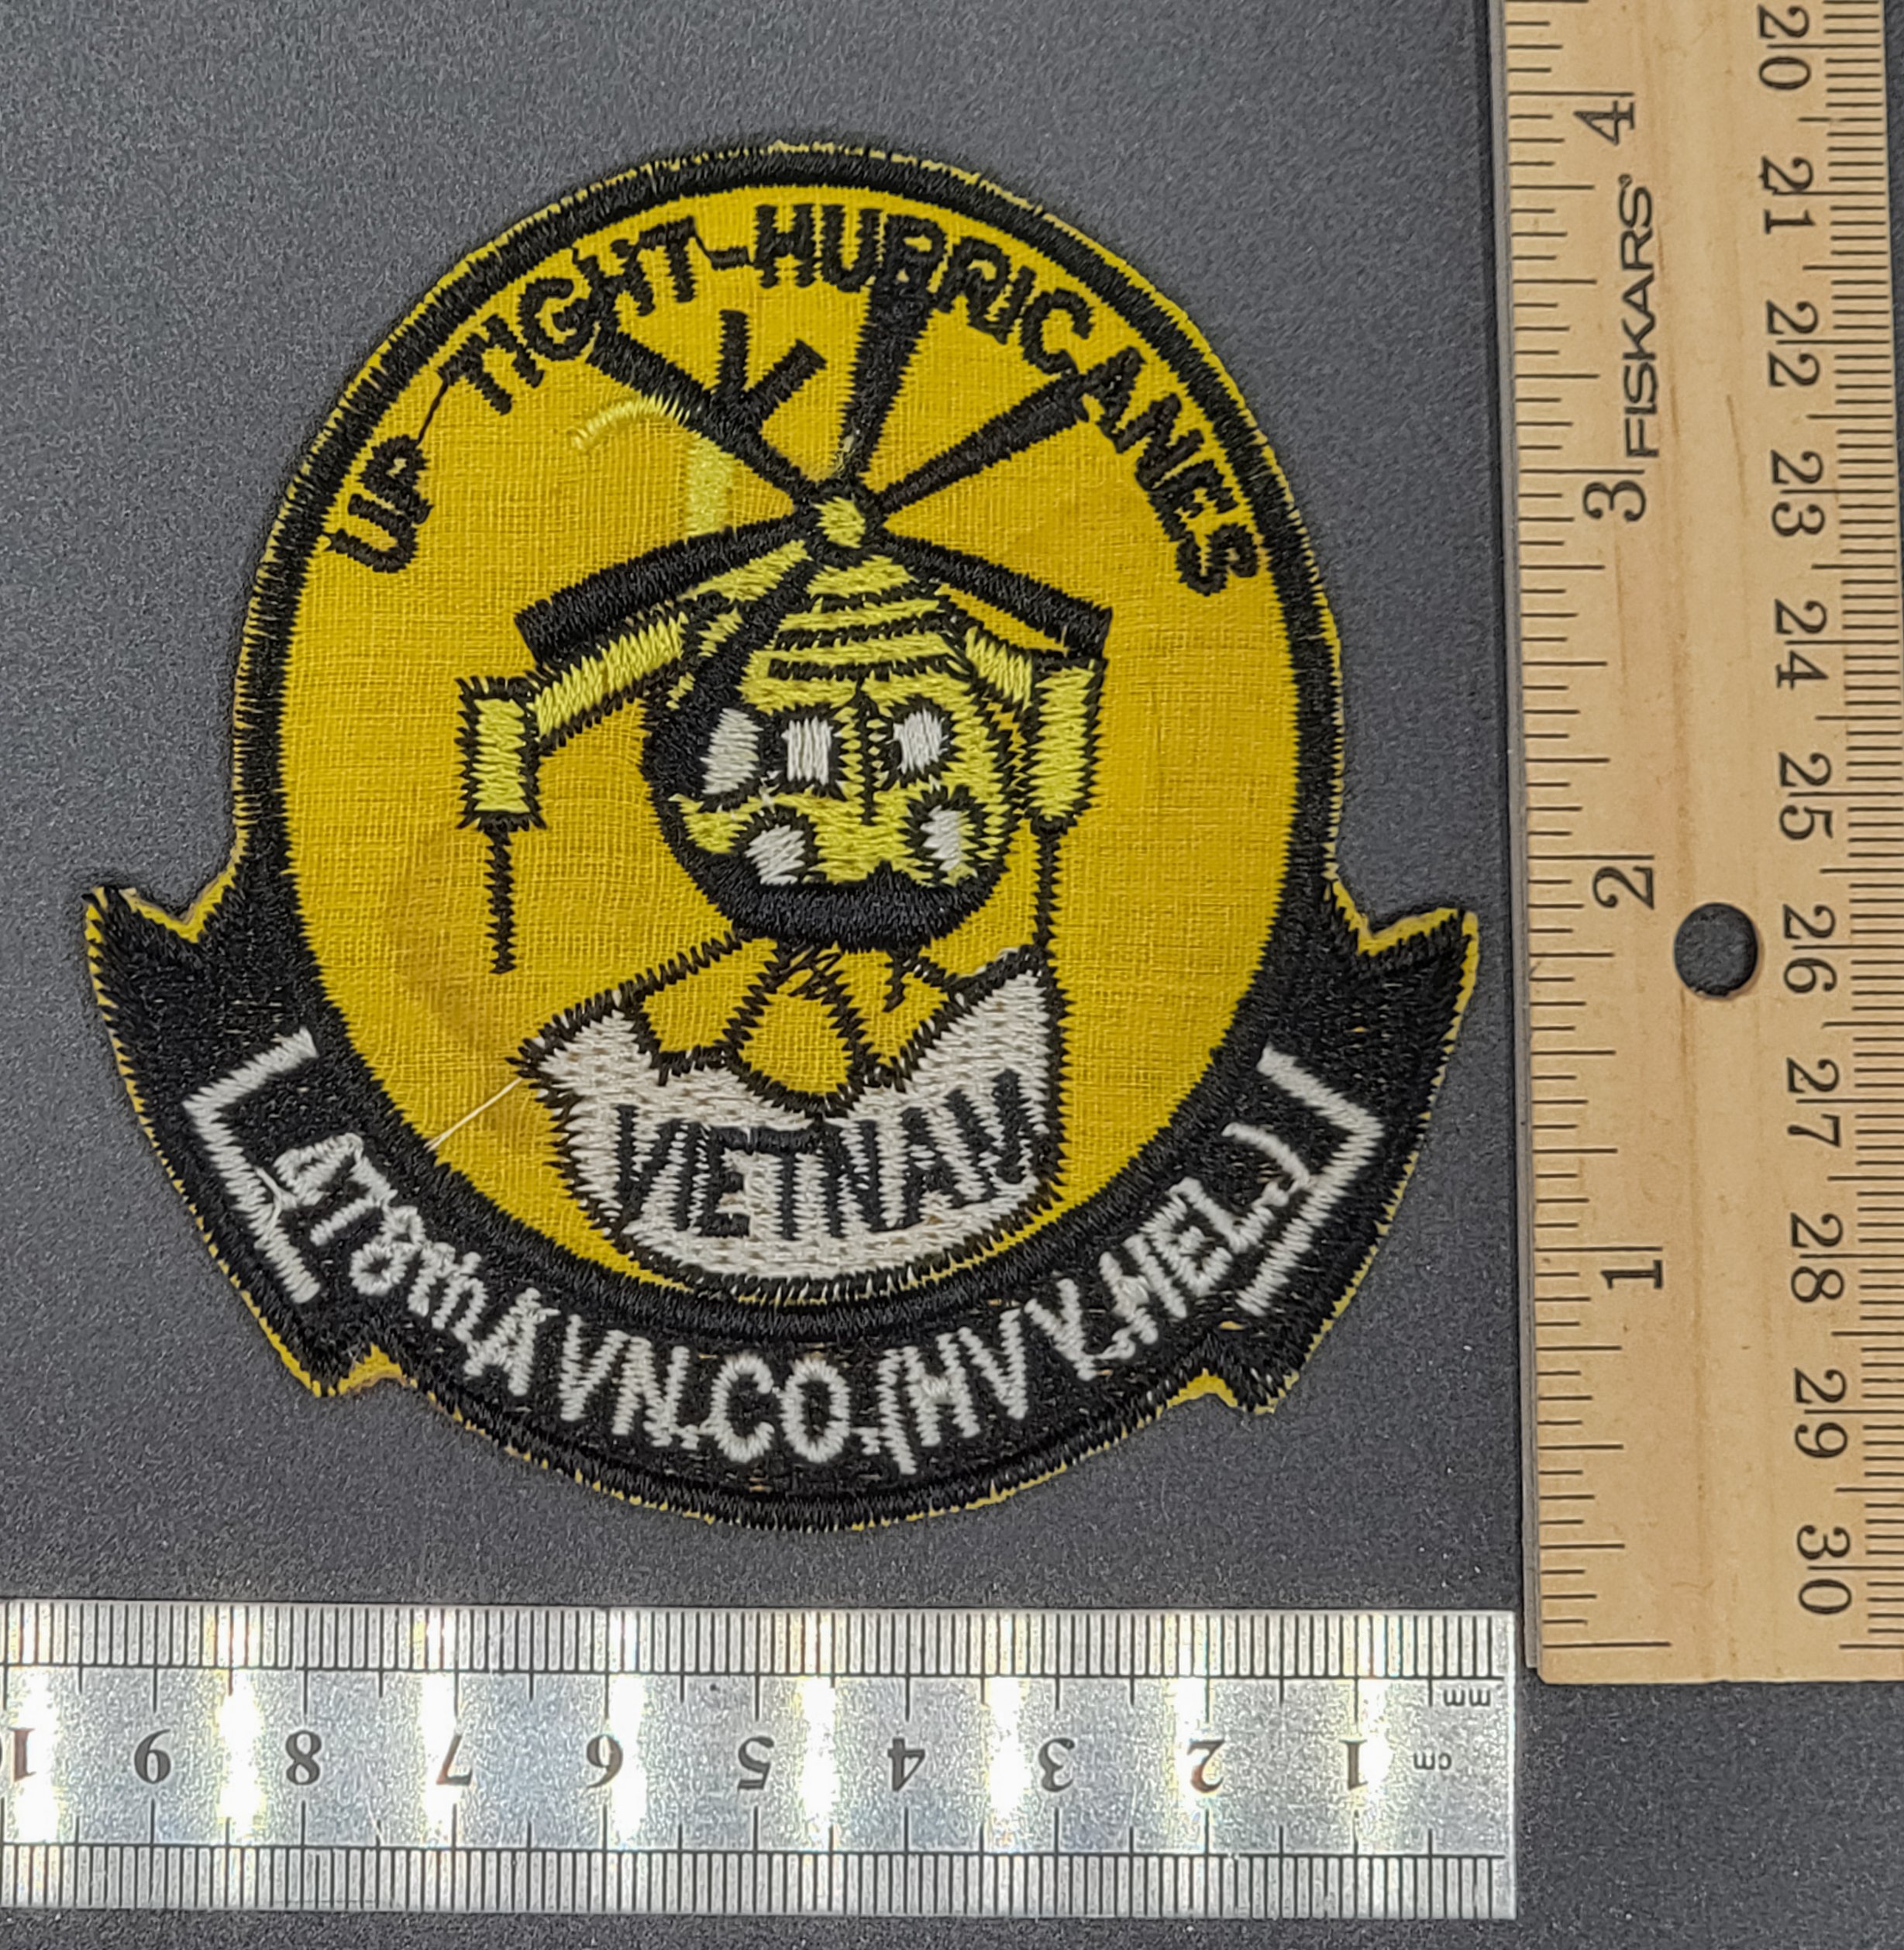 UP TIGHT-HURRICANES
VIETNAM
478th AVN.CO.(HVY.HEL.)
FISKARS
4 3 2 1
20 21 22 23 24 25 26 27 28 29 30
mm
cm
1 2 3 4 5 6 7 8 9